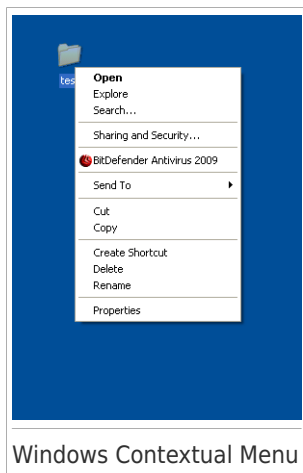 tes
Open
Explore
Search...
Sharing and Security...
BitDefender Antivirus 2009
Send To
Cut
Copy
Create Shortcut
Delete
Rename
Properties
Windows Contextual Menu